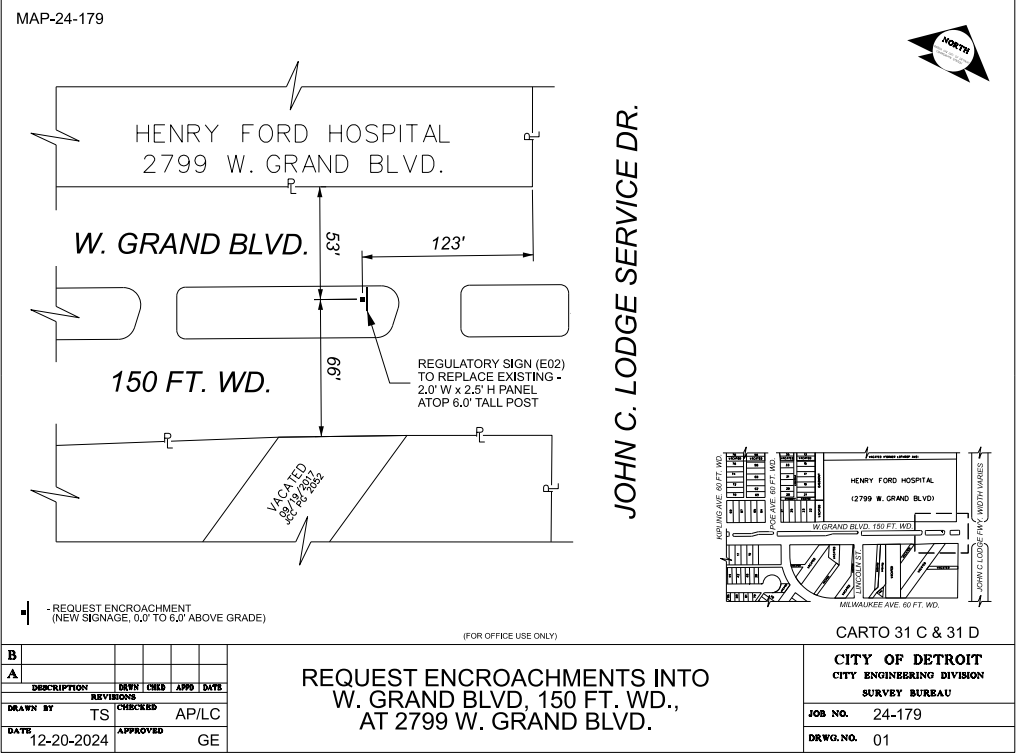 MAP-24-179
NORTH
HENRY FORD HOSPITAL
2799 W. GRAND BLVD.
PL
PL
W. GRAND BLVD.
53'
123'
JOHN C. LODGE SERVICE DR.
150 FT. WD.
66'
REGULATORY SIGN (E02)
TO REPLACE EXISTING -
2.0' W x 2.5' H PANEL
ATOP 6.0' TALL POST
PL
PL
PL
VACATED
09/19/2017
JCC PG 2052
KIPLING AVE. 60 FT. WD.
POE AVE. 60 FT. WD.
HENRY FORD HOSPITAL
(2799 W. GRAND BLVD)
W.GRAND BLVD. 150 FT. WD.
LINCOLN ST.
JOHN C LODGE FWY. WIDTH VARIES
MILWAUKEE AVE. 60 FT. WD.
- REQUEST ENCROACHMENT
(NEW SIGNAGE, 0.0' TO 6.0' ABOVE GRADE)
(FOR OFFICE USE ONLY)
CARTO 31 C & 31 D
B
A
DESCRIPTION DRWN CHKD APPD DATE
REVISIONS
DRAWN BY TS CHECKED AP/LC
DATE 12-20-2024 APPROVED GE
REQUEST ENCROACHMENTS INTO
W. GRAND BLVD, 150 FT. WD.,
AT 2799 W. GRAND BLVD.
CITY OF DETROIT
CITY ENGINEERING DIVISION
SURVEY BUREAU
JOB NO. 24-179
DRWG. NO. 01